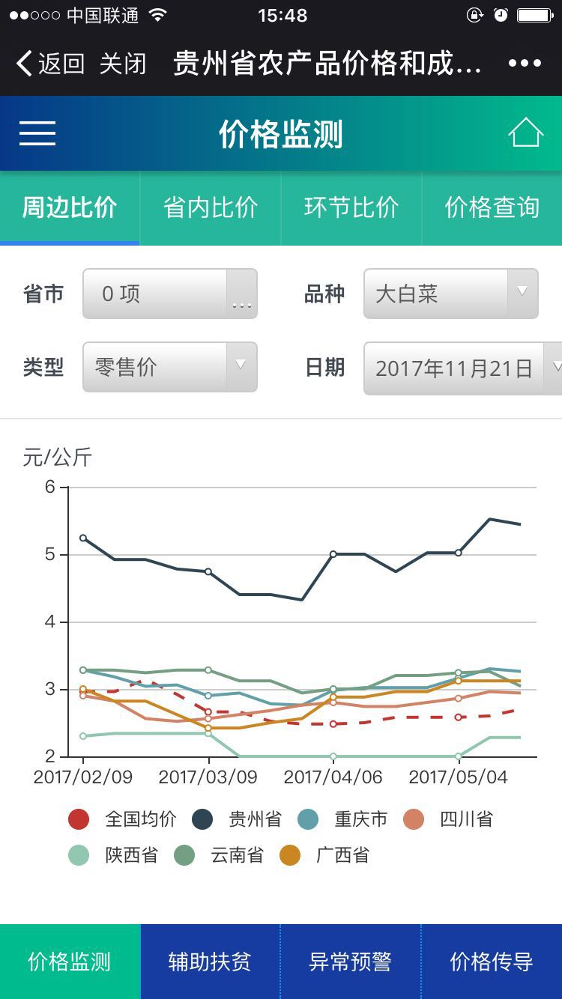 中国联通 15:48
返回 关闭 贵州省农产品价格和成...
价格监测
周边比价 省内比价 环节比价 价格查询
省市 0 项 ... 品种 大白菜
类型 零售价 日期 2017年11月21日
元/公斤
6
5
4
3
2
2017/02/09 2017/03/09 2017/04/06 2017/05/04
全国均价 贵州省 重庆市 四川省
陕西省 云南省 广西省
价格监测 辅助扶贫 异常预警 价格传导